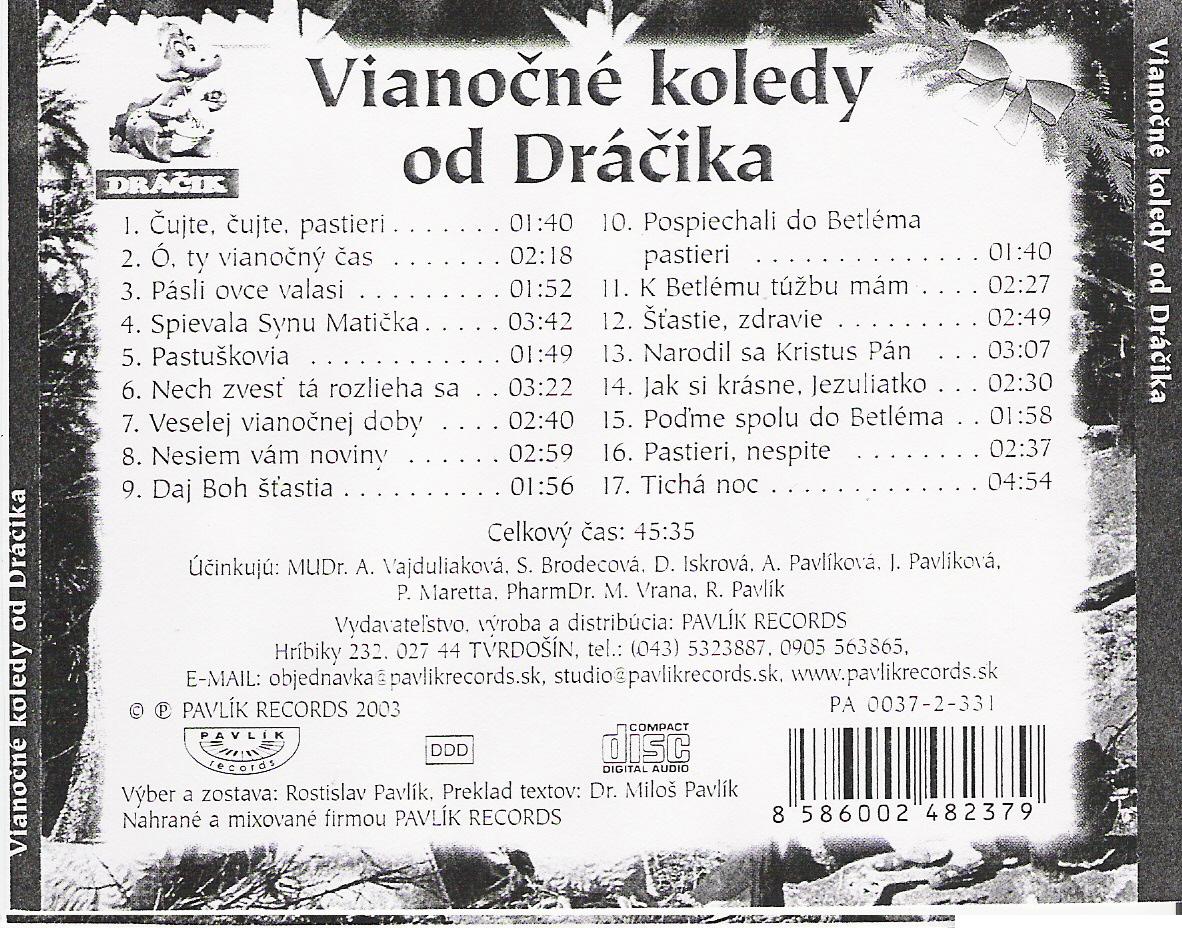 Vianočné koledy
od Dráčika
DRÁČIK
1. Čujte, čujte, pastieri . . . . . . . 01:40
2. Ó, ty vianočný čas . . . . . . . 02:18
3. Pásli ovce valasi . . . . . . . . . 01:52
4. Spievala Synu Matička . . . . . 03:42
5. Pastuškovia . . . . . . . . . . . . 01:49
6. Nech zvesť tá rozlieha sa . . 03:22
7. Veselej vianočnej doby . . . . 02:40
8. Nesiem vám noviny . . . . . . 02:59
9. Daj Boh šťastia . . . . . . . . . . 01:56
10. Pospiechali do Betléma
pastieri . . . . . . . . . . . . . . 01:40
11. K Betlému túžbu mám . . . . 02:27
12. Šťastie, zdravie . . . . . . . . . 02:49
13. Narodil sa Kristus Pán . . . 03:07
14. Jak si krásne, Jezuliatko . . . 02:30
15. Poďme spolu do Betléma . . 01:58
16. Pastieri, nespite . . . . . . . . 02:37
17. Tichá noc . . . . . . . . . . . . . 04:54
Celkový čas: 45:35
Účinkujú: MUDr. A. Vajduliaková, S. Brodecová, D. Iskrová, A. Pavlíková, J. Pavlíková,
P. Maretta, PharmDr. M. Vrana, R. Pavlík
Vydavateľstvo, výroba a distribúcia: PAVLÍK RECORDS
Hríbiky 232, 027 44 TVRDOŠÍN, tel.: (043) 5323887, 0905 563865,
E-MAIL: objednavka@pavlikrecords.sk, studio@pavlikrecords.sk, www.pavlikrecords.sk
© ℗ PAVLÍK RECORDS 2003
PA 0037-2-331
PAVLÍK
records
DDD
COMPACT
disc
DIGITAL AUDIO
Výber a zostava: Rostislav Pavlík, Preklad textov: Dr. Miloš Pavlík
Nahrané a mixované firmou PAVLÍK RECORDS
8 586002 482379
Vianočné koledy od Dráčika
Vianočné koledy od Dráčika